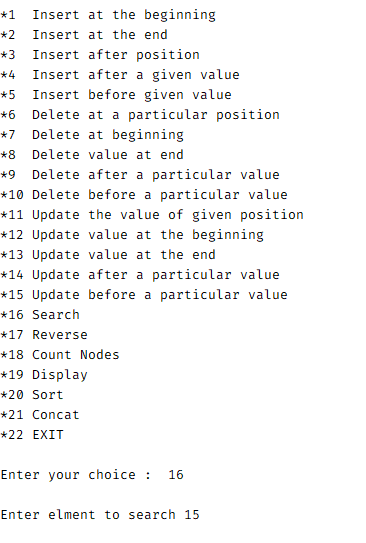 *1  Insert at the beginning
*2  Insert at the end
*3  Insert after position
*4  Insert after a given value
*5  Insert before given value
*6  Delete at a particular position
*7  Delete at beginning
*8  Delete value at end
*9  Delete after a particular value
*10 Delete before a particular value
*11 Update the value of given position
*12 Update value at the beginning
*13 Update value at the end
*14 Update after a particular value
*15 Update before a particular value
*16 Search
*17 Reverse
*18 Count Nodes
*19 Display
*20 Sort
*21 Concat
*22 EXIT
Enter your choice :  16
Enter elment to search 15